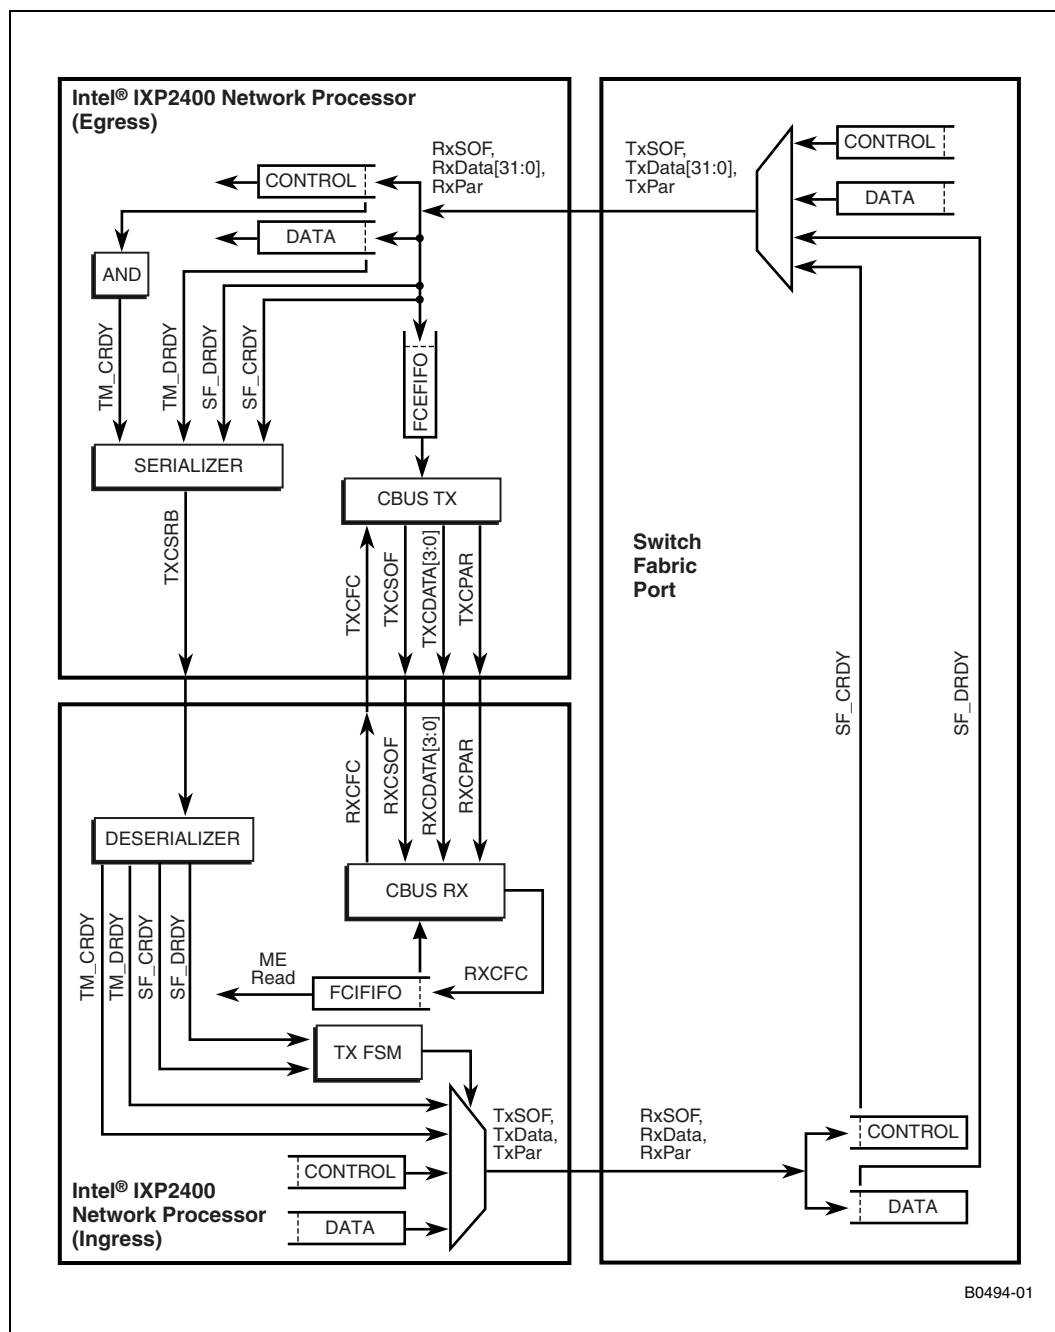 Intel® IXP2400 Network Processor
(Egress)
RxSOF,
RxData[31:0],
RxPar
TxSOF,
TxData[31:0],
TxPar
CONTROL
DATA
CONTROL
DATA
AND
TM_CRDY
TM_DRDY
SF_DRDY
SF_CRDY
FCEFIFO
SERIALIZER
CBUS TX
TXCSRB
TXCFC
TXCSOF
TXCDATA[3:0]
TXCPAR
Switch
Fabric
Port
SF_CRDY
SF_DRDY
RXCFC
RXCSOF
RXCDATA[3:0]
RXCPAR
DESERIALIZER
CBUS RX
TM_CRDY
TM_DRDY
SF_CRDY
SF_DRDY
ME
Read
FCIFIFO
RXCFC
TX FSM
TxSOF,
TxData,
TxPar
RxSOF,
RxData,
RxPar
CONTROL
DATA
CONTROL
DATA
Intel® IXP2400
Network Processor
(Ingress)
B0494-01